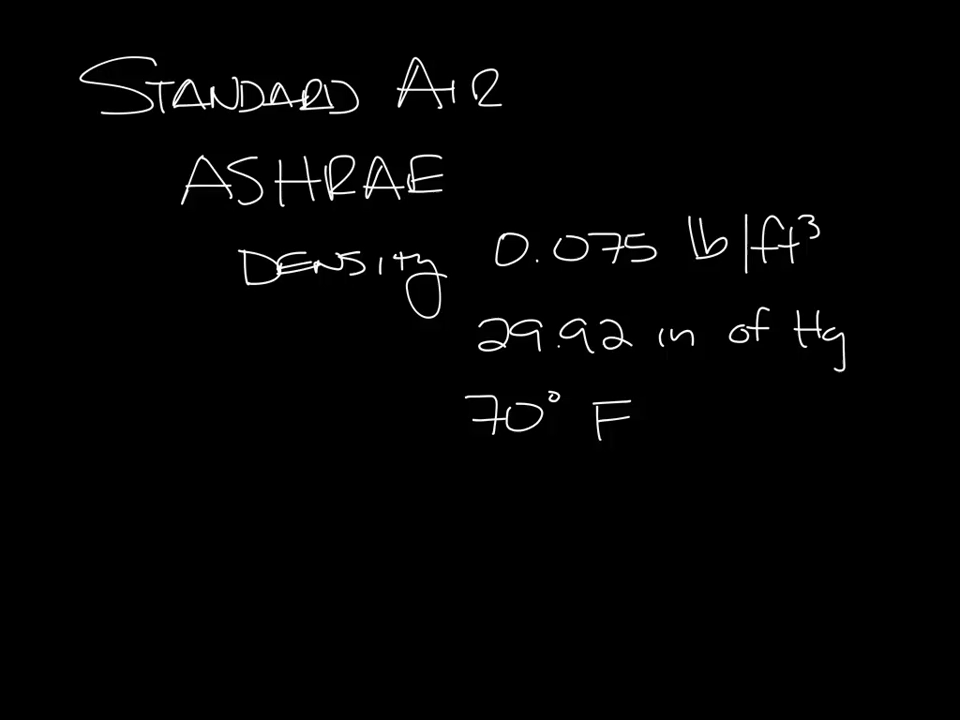 STANDARD AIR
ASHRAE
DENSITY 0.075 lb/ft³
29.92 in of Hg
70° F